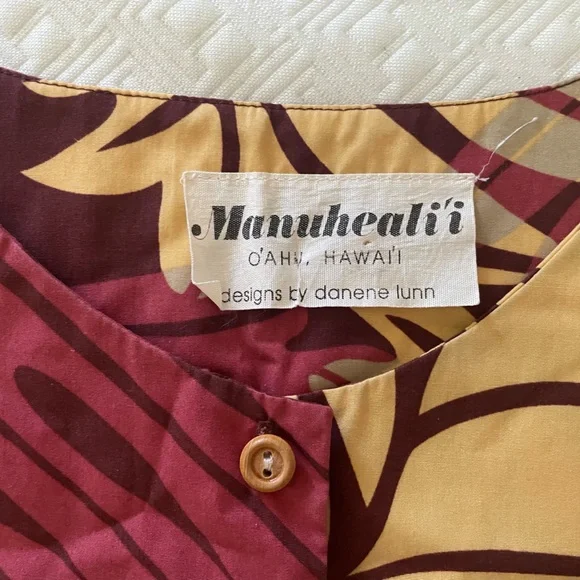 Manuheali'i
O'AHU, HAWAI'I
designs by danene lunn